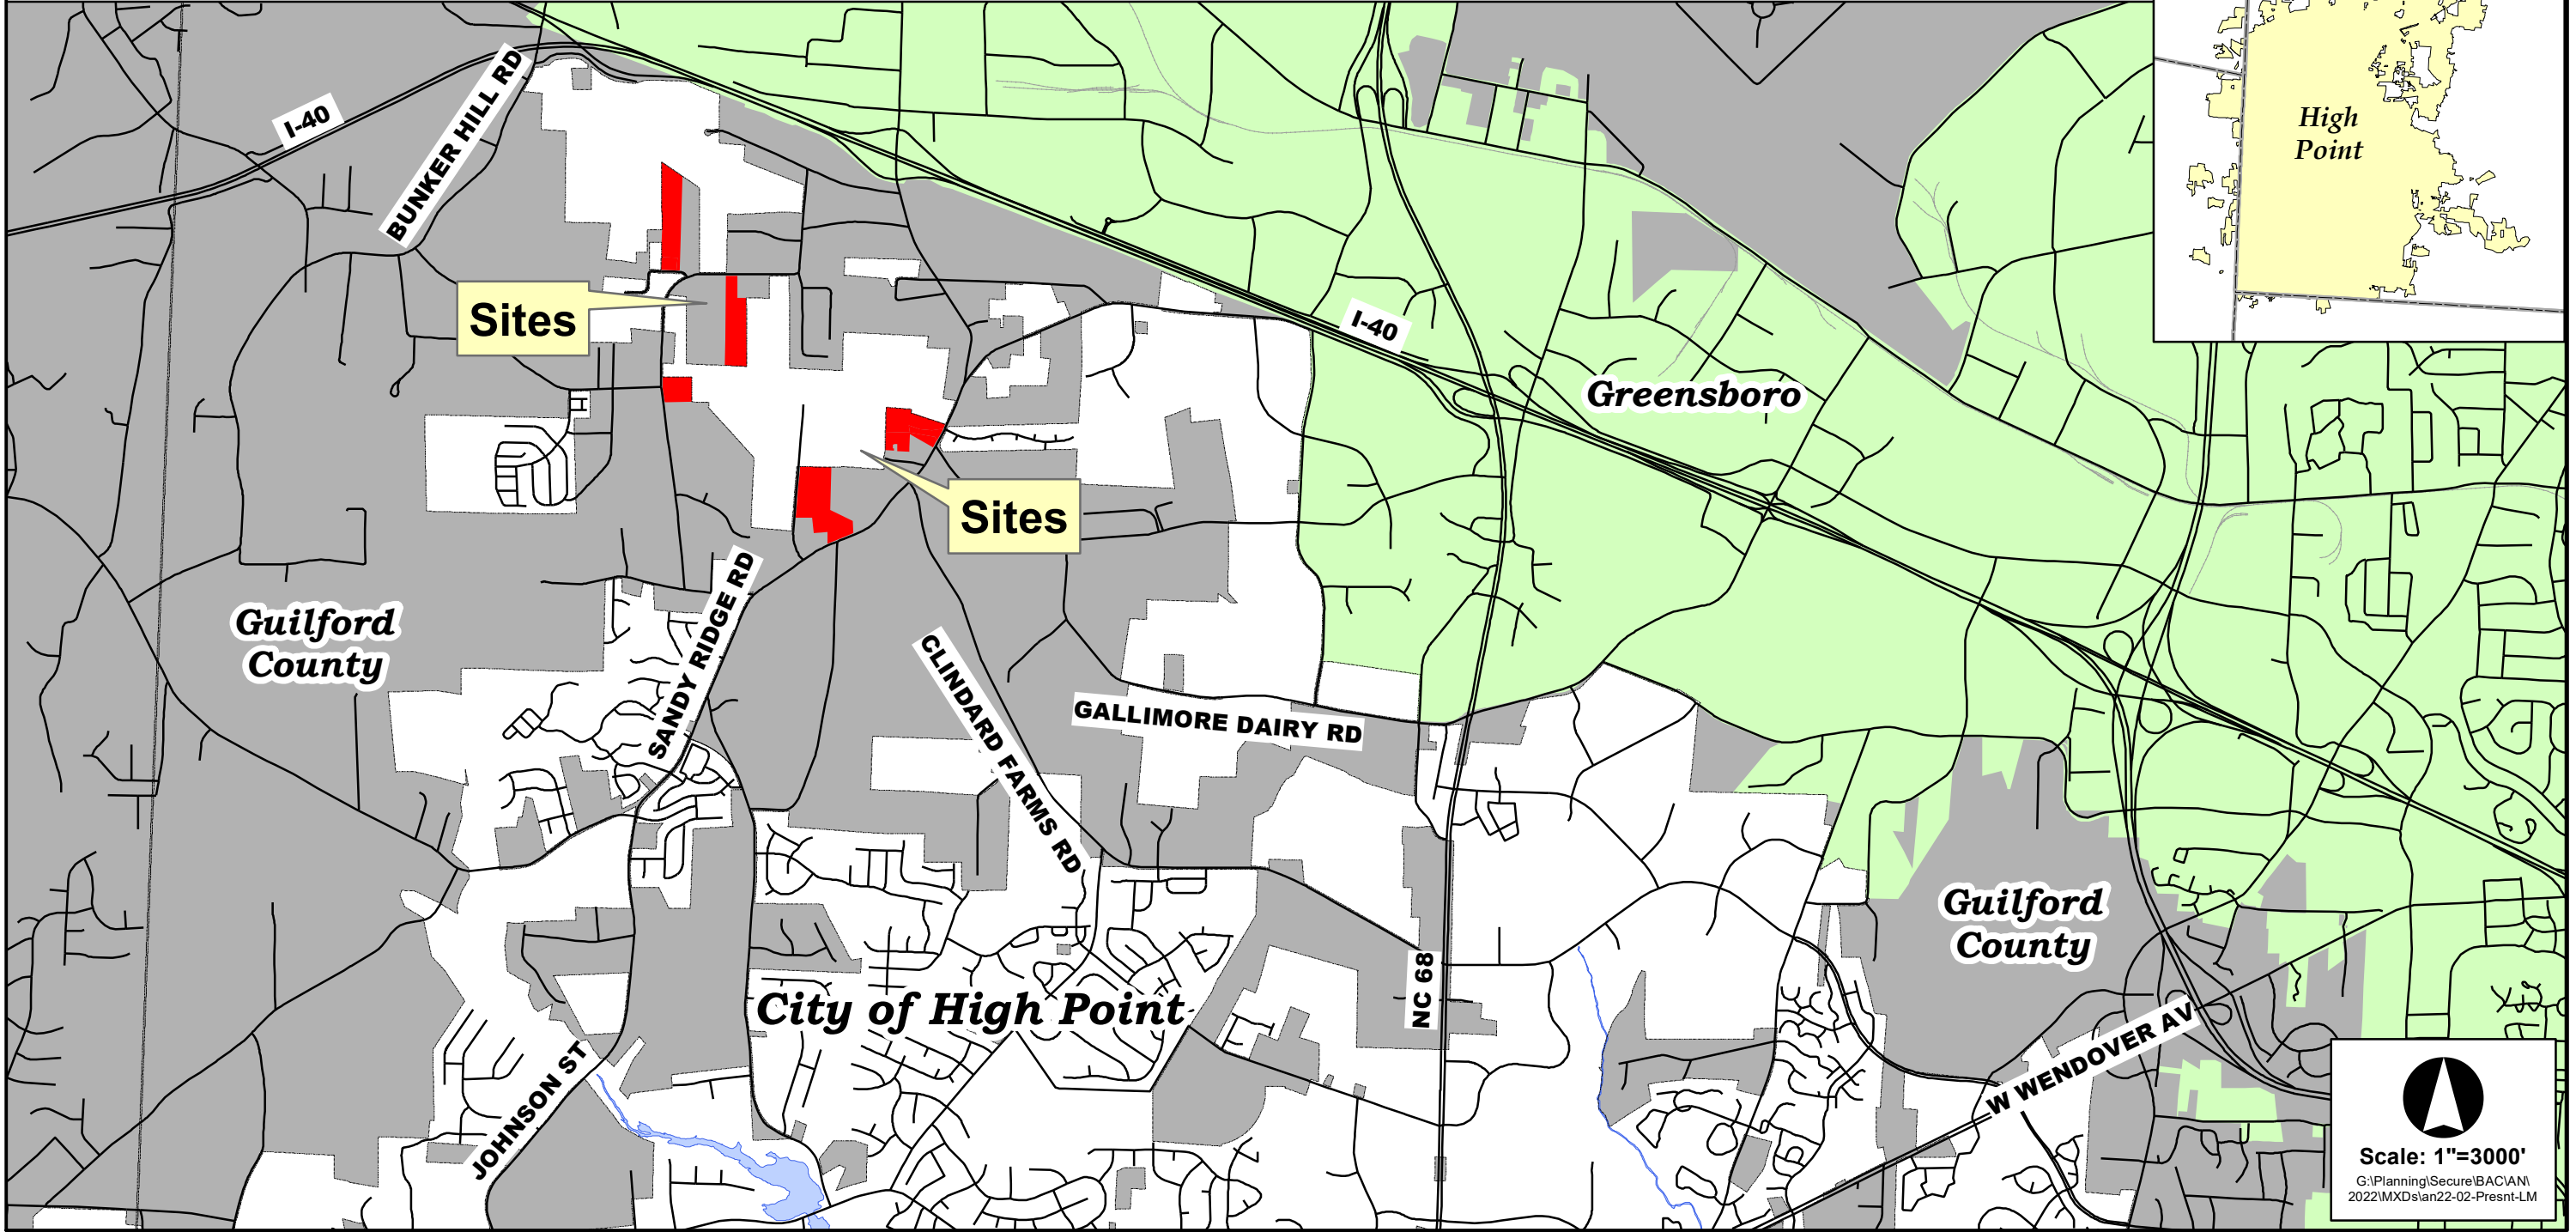 High
Point
BUNKER HILL RD
I-40
Sites
I-40
Greensboro
Sites
Guilford
County
SANDY RIDGE RD
CLINDARD FARMS RD
GALLIMORE DAIRY RD
Guilford
County
City of High Point
NC 68
W WENDOVER AV
JOHNSON ST
Scale: 1"=3000'
G:\Planning\Secure\BAC\AN\
2022\MXDs\an22-02-Presnt-LM